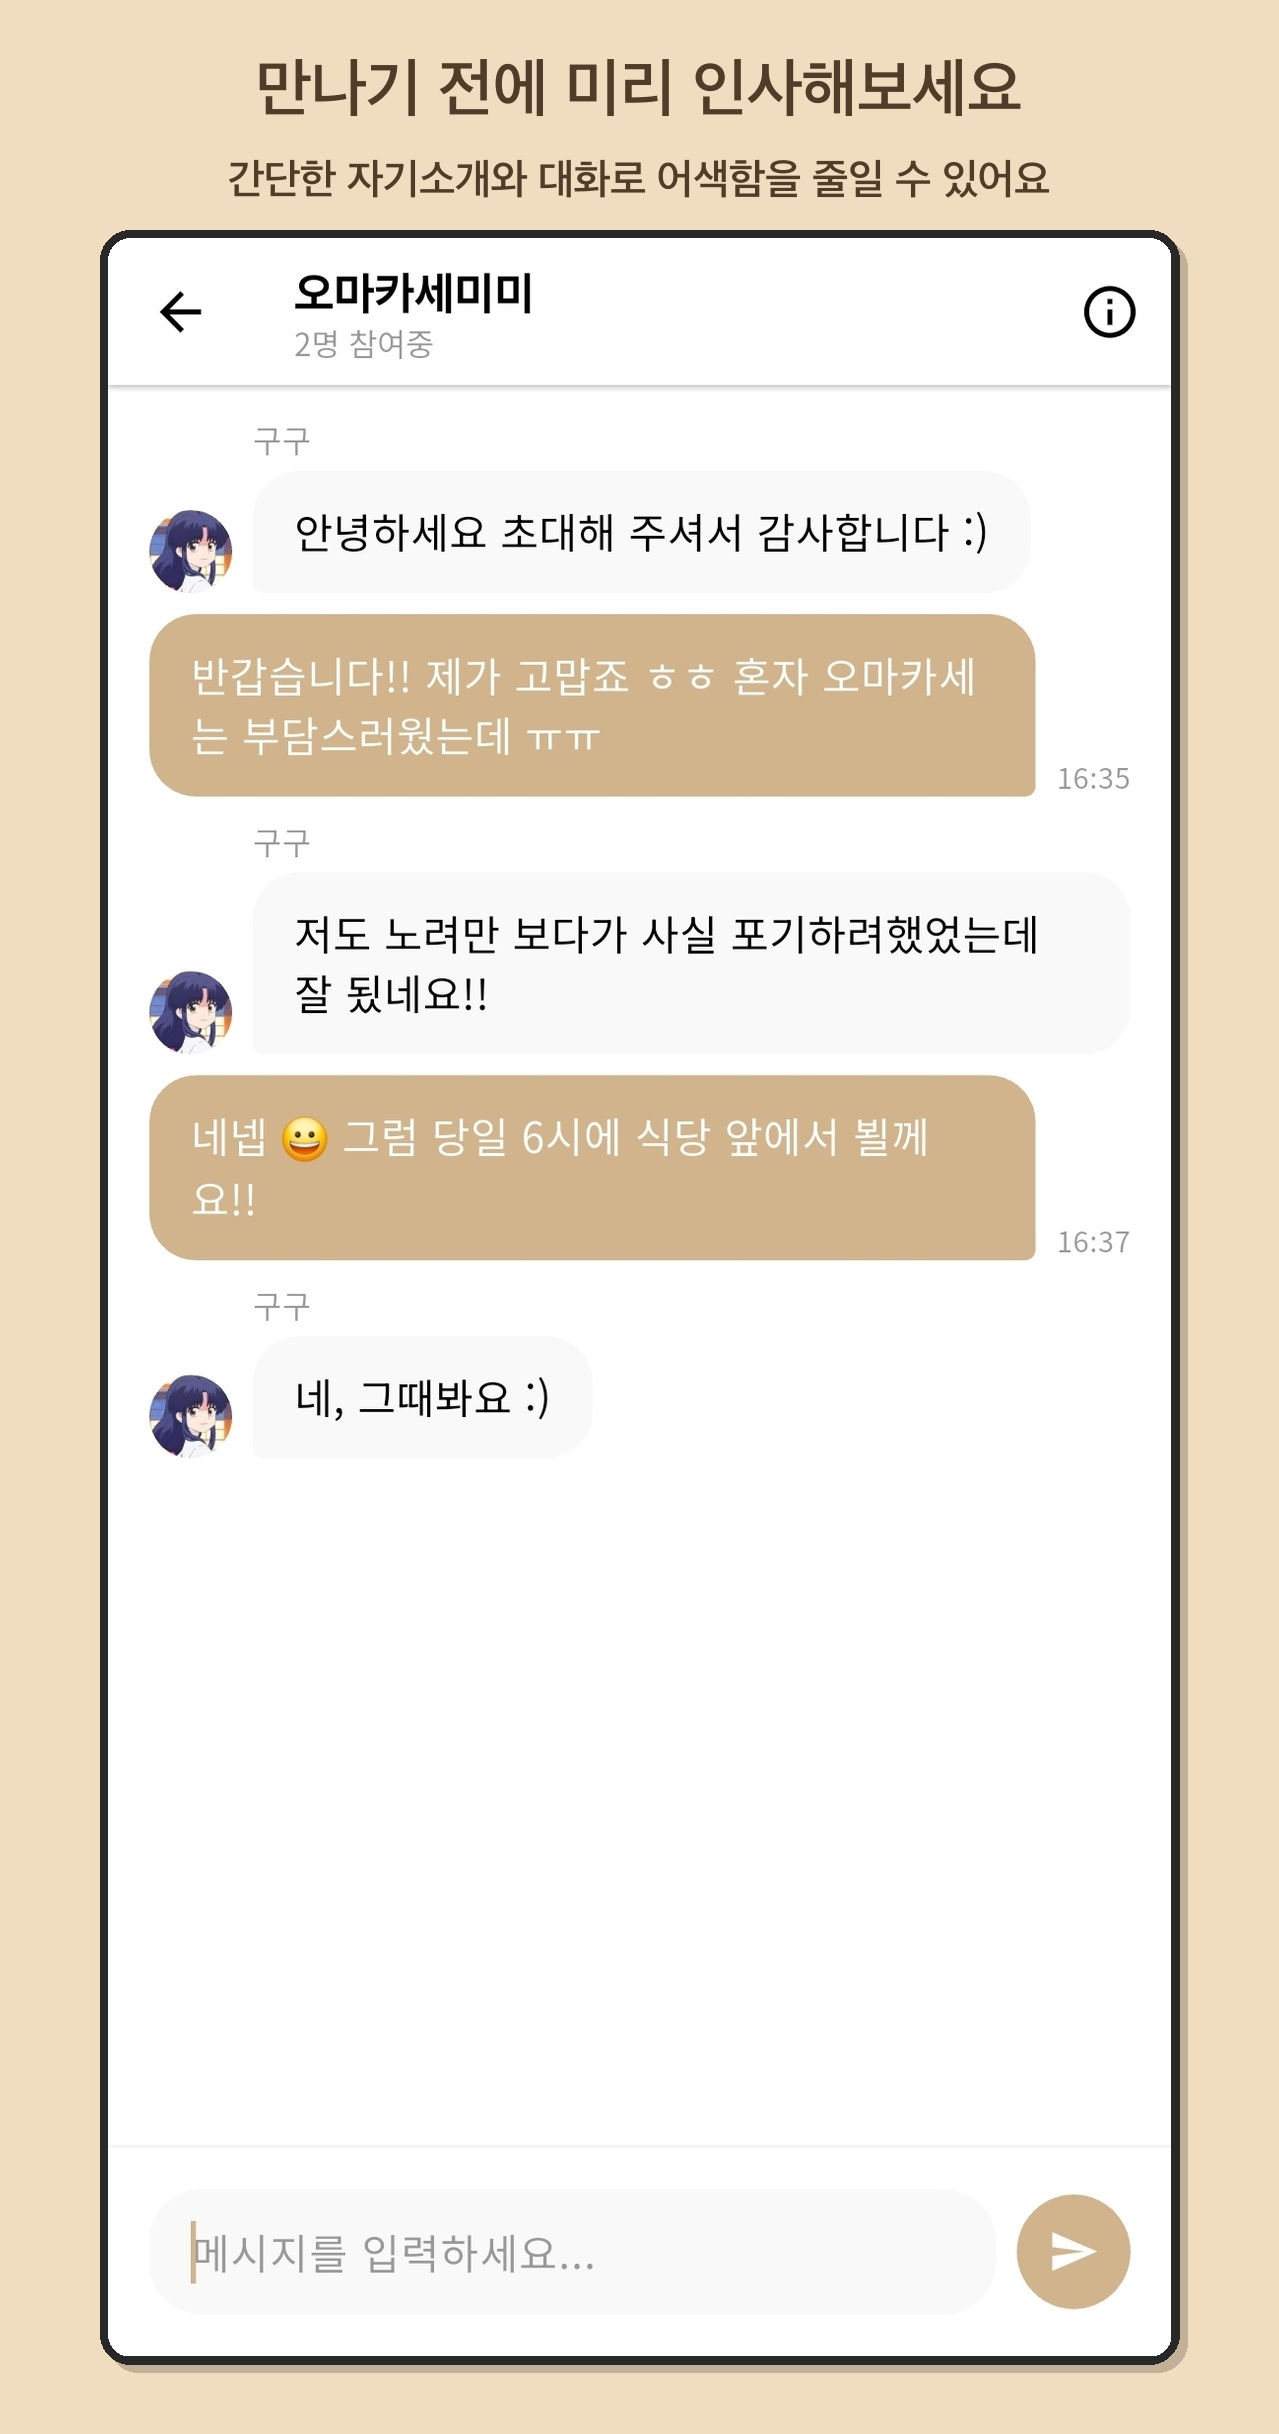 만나기 전에 미리 인사해보세요
간단한 자기소개와 대화로 어색함을 줄일 수 있어요
오마카세미미
2명 참여중
구구
안녕하세요 초대해 주셔서 감사합니다 :)
반갑습니다!! 제가 고맙죠 ㅎㅎ 혼자 오마카세
는 부담스러웠는데 ㅠㅠ
16:35
구구
저도 노려만 보다가 사실 포기하려했었는데
잘 됬네요!!
네넵 😀 그럼 당일 6시에 식당 앞에서 뵐께
요!!
16:37
구구
네, 그때봐요 :)
메시지를 입력하세요...